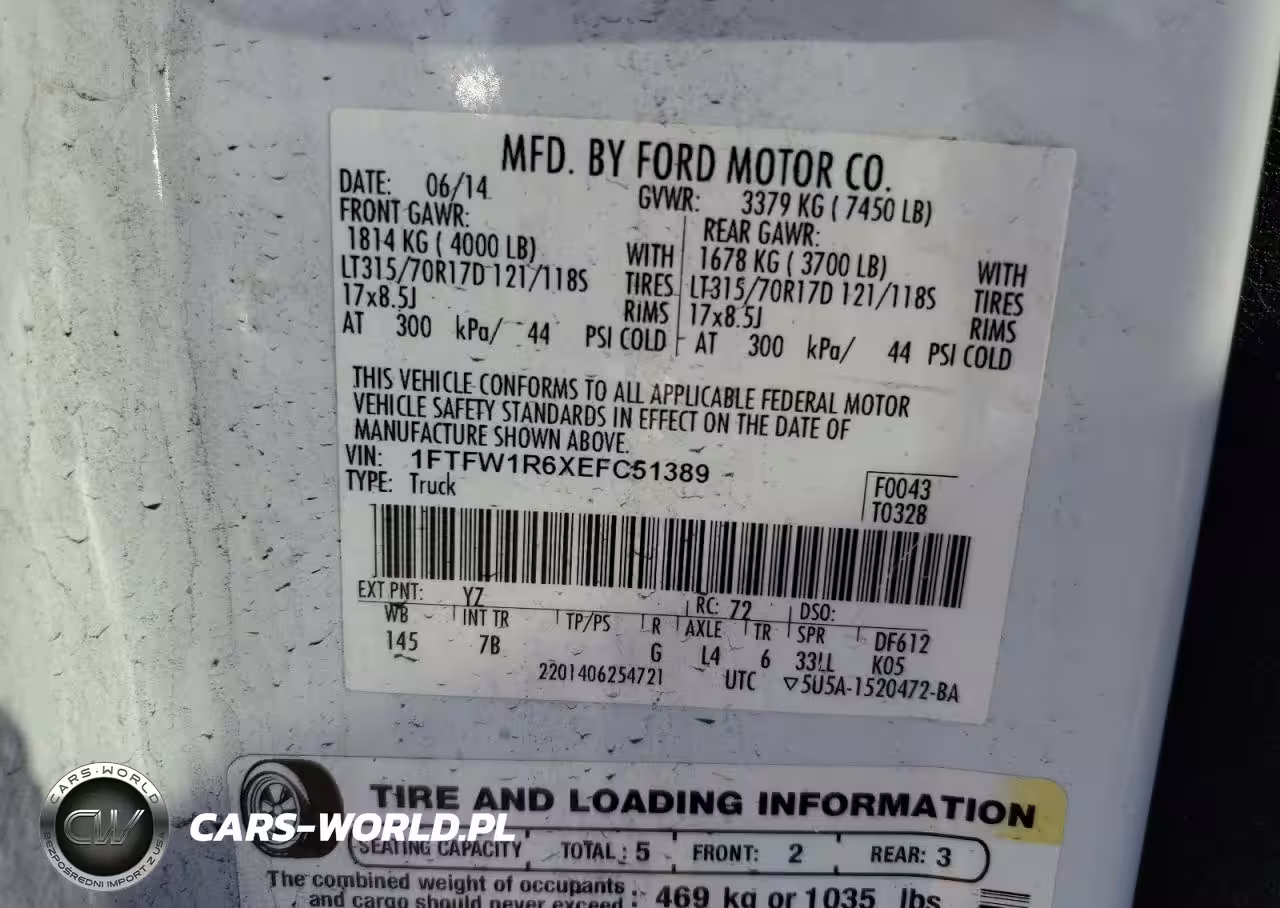 MFD. BY FORD MOTOR CO.
DATE: 06/14 GVWR: 3379 KG ( 7450 LB)
FRONT GAWR: REAR GAWR:
1814 KG ( 4000 LB) WITH 1678 KG ( 3700 LB) WITH
LT315/70R17D 121/118S TIRES LT315/70R17D 121/118S TIRES
17x8.5J RIMS 17x8.5J RIMS
AT 300 kPa/ 44 PSI COLD AT 300 kPa/ 44 PSI COLD
THIS VEHICLE CONFORMS TO ALL APPLICABLE FEDERAL MOTOR
VEHICLE SAFETY STANDARDS IN EFFECT ON THE DATE OF
MANUFACTURE SHOWN ABOVE.
VIN: 1FTFW1R6XEFC51389
TYPE: Truck
F0043
T0328
EXT PNT: YZ RC: 72 DSO:
WB INT TR TP/PS R AXLE TR SPR DF612
145 7B G L4 6 33LL K05
2201406254721 UTC ▽5U5A-1520472-BA
TIRE AND LOADING INFORMATION
SEATING CAPACITY TOTAL : 5 FRONT: 2 REAR: 3
The combined weight of occupants
and cargo should never exceed : 469 kg or 1035 lbs
CARS-WORLD
CW
BEZPOŚREDNI IMPORT Z USA
CARS-WORLD.PL